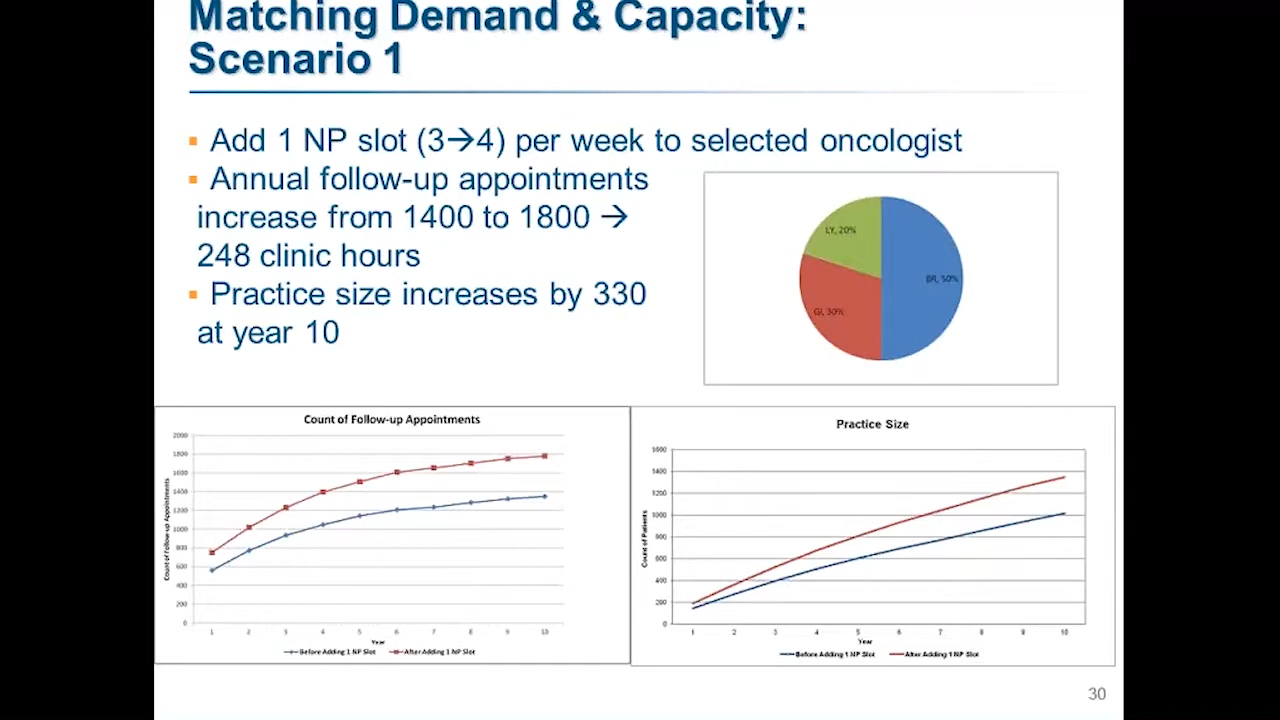 Matching Demand & Capacity:
Scenario 1
▪ Add 1 NP slot (3→4) per week to selected oncologist
▪ Annual follow-up appointments
increase from 1400 to 1800 →
248 clinic hours
▪ Practice size increases by 330
at year 10
LY, 20%
BR, 50%
GI, 30%
Count of Follow-up Appointments
Count of Follow-up Appointments
2000
1800
1600
1400
1200
1000
800
600
400
200
0
1 2 3 4 5 6 7 8 9 10
Year
Before Adding 1 NP Slot After Adding 1 NP Slot
Practice Size
Count of Patients
1600
1400
1200
1000
800
600
400
200
0
1 2 3 4 5 6 7 8 9 10
Year
Before Adding 1 NP Slot After Adding 1 NP Slot
30